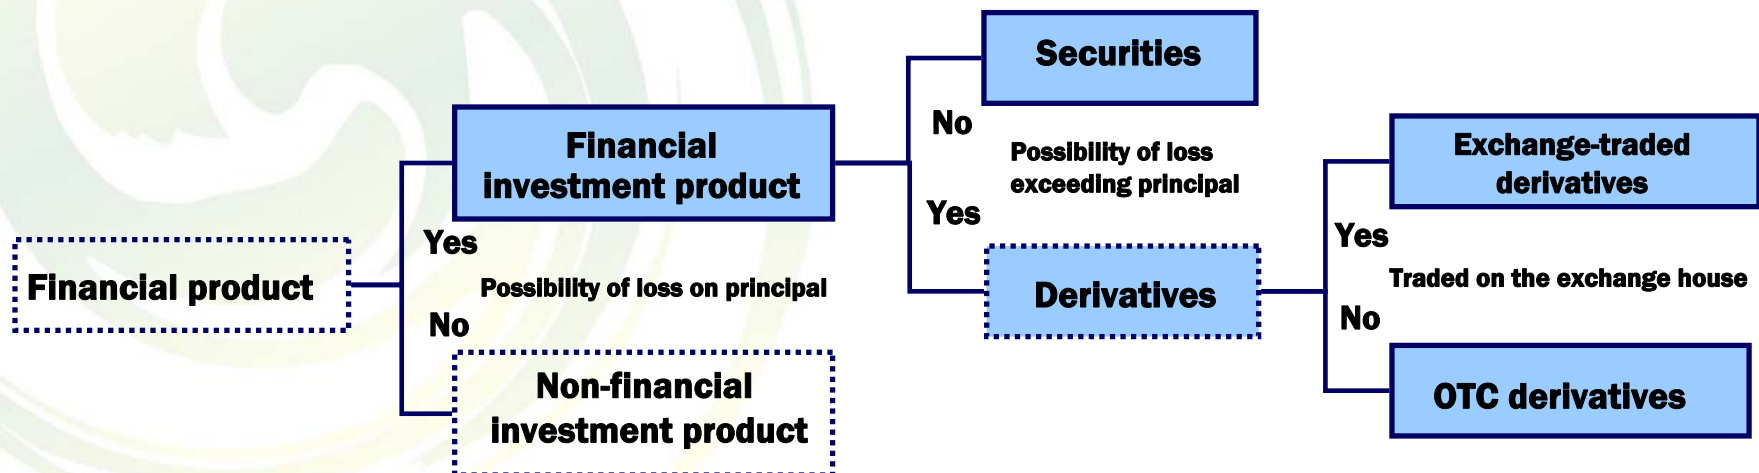 Securities
No
Possibility of loss
exceeding principal
Financial
investment product
Exchange-traded
derivatives
Yes
Yes
Yes
Financial product
Possibility of loss on principal
Derivatives
Traded on the exchange house
No
No
Non-financial
investment product
OTC derivatives